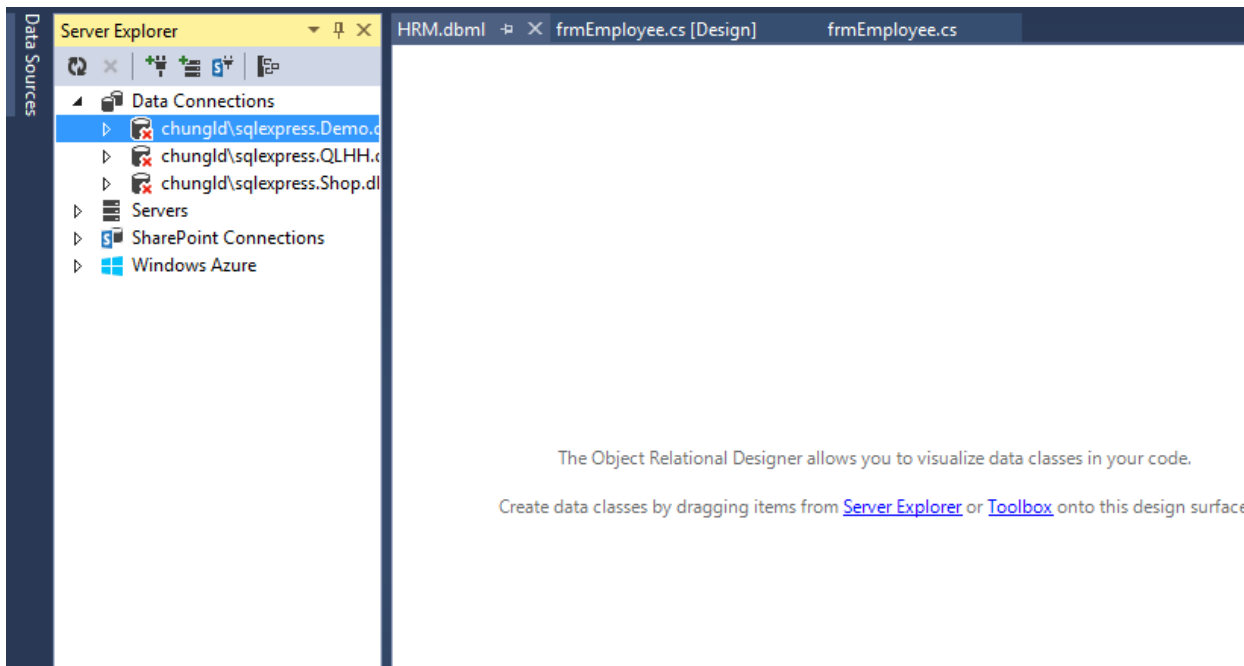 Data Sources
Server Explorer
HRM.dbml
frmEmployee.cs [Design]
frmEmployee.cs
Data Connections
chungld\sqlexpress.Demo.d
chungld\sqlexpress.QLHH.d
chungld\sqlexpress.Shop.db
Servers
SharePoint Connections
Windows Azure
The Object Relational Designer allows you to visualize data classes in your code.
Create data classes by dragging items from Server Explorer or Toolbox onto this design surface